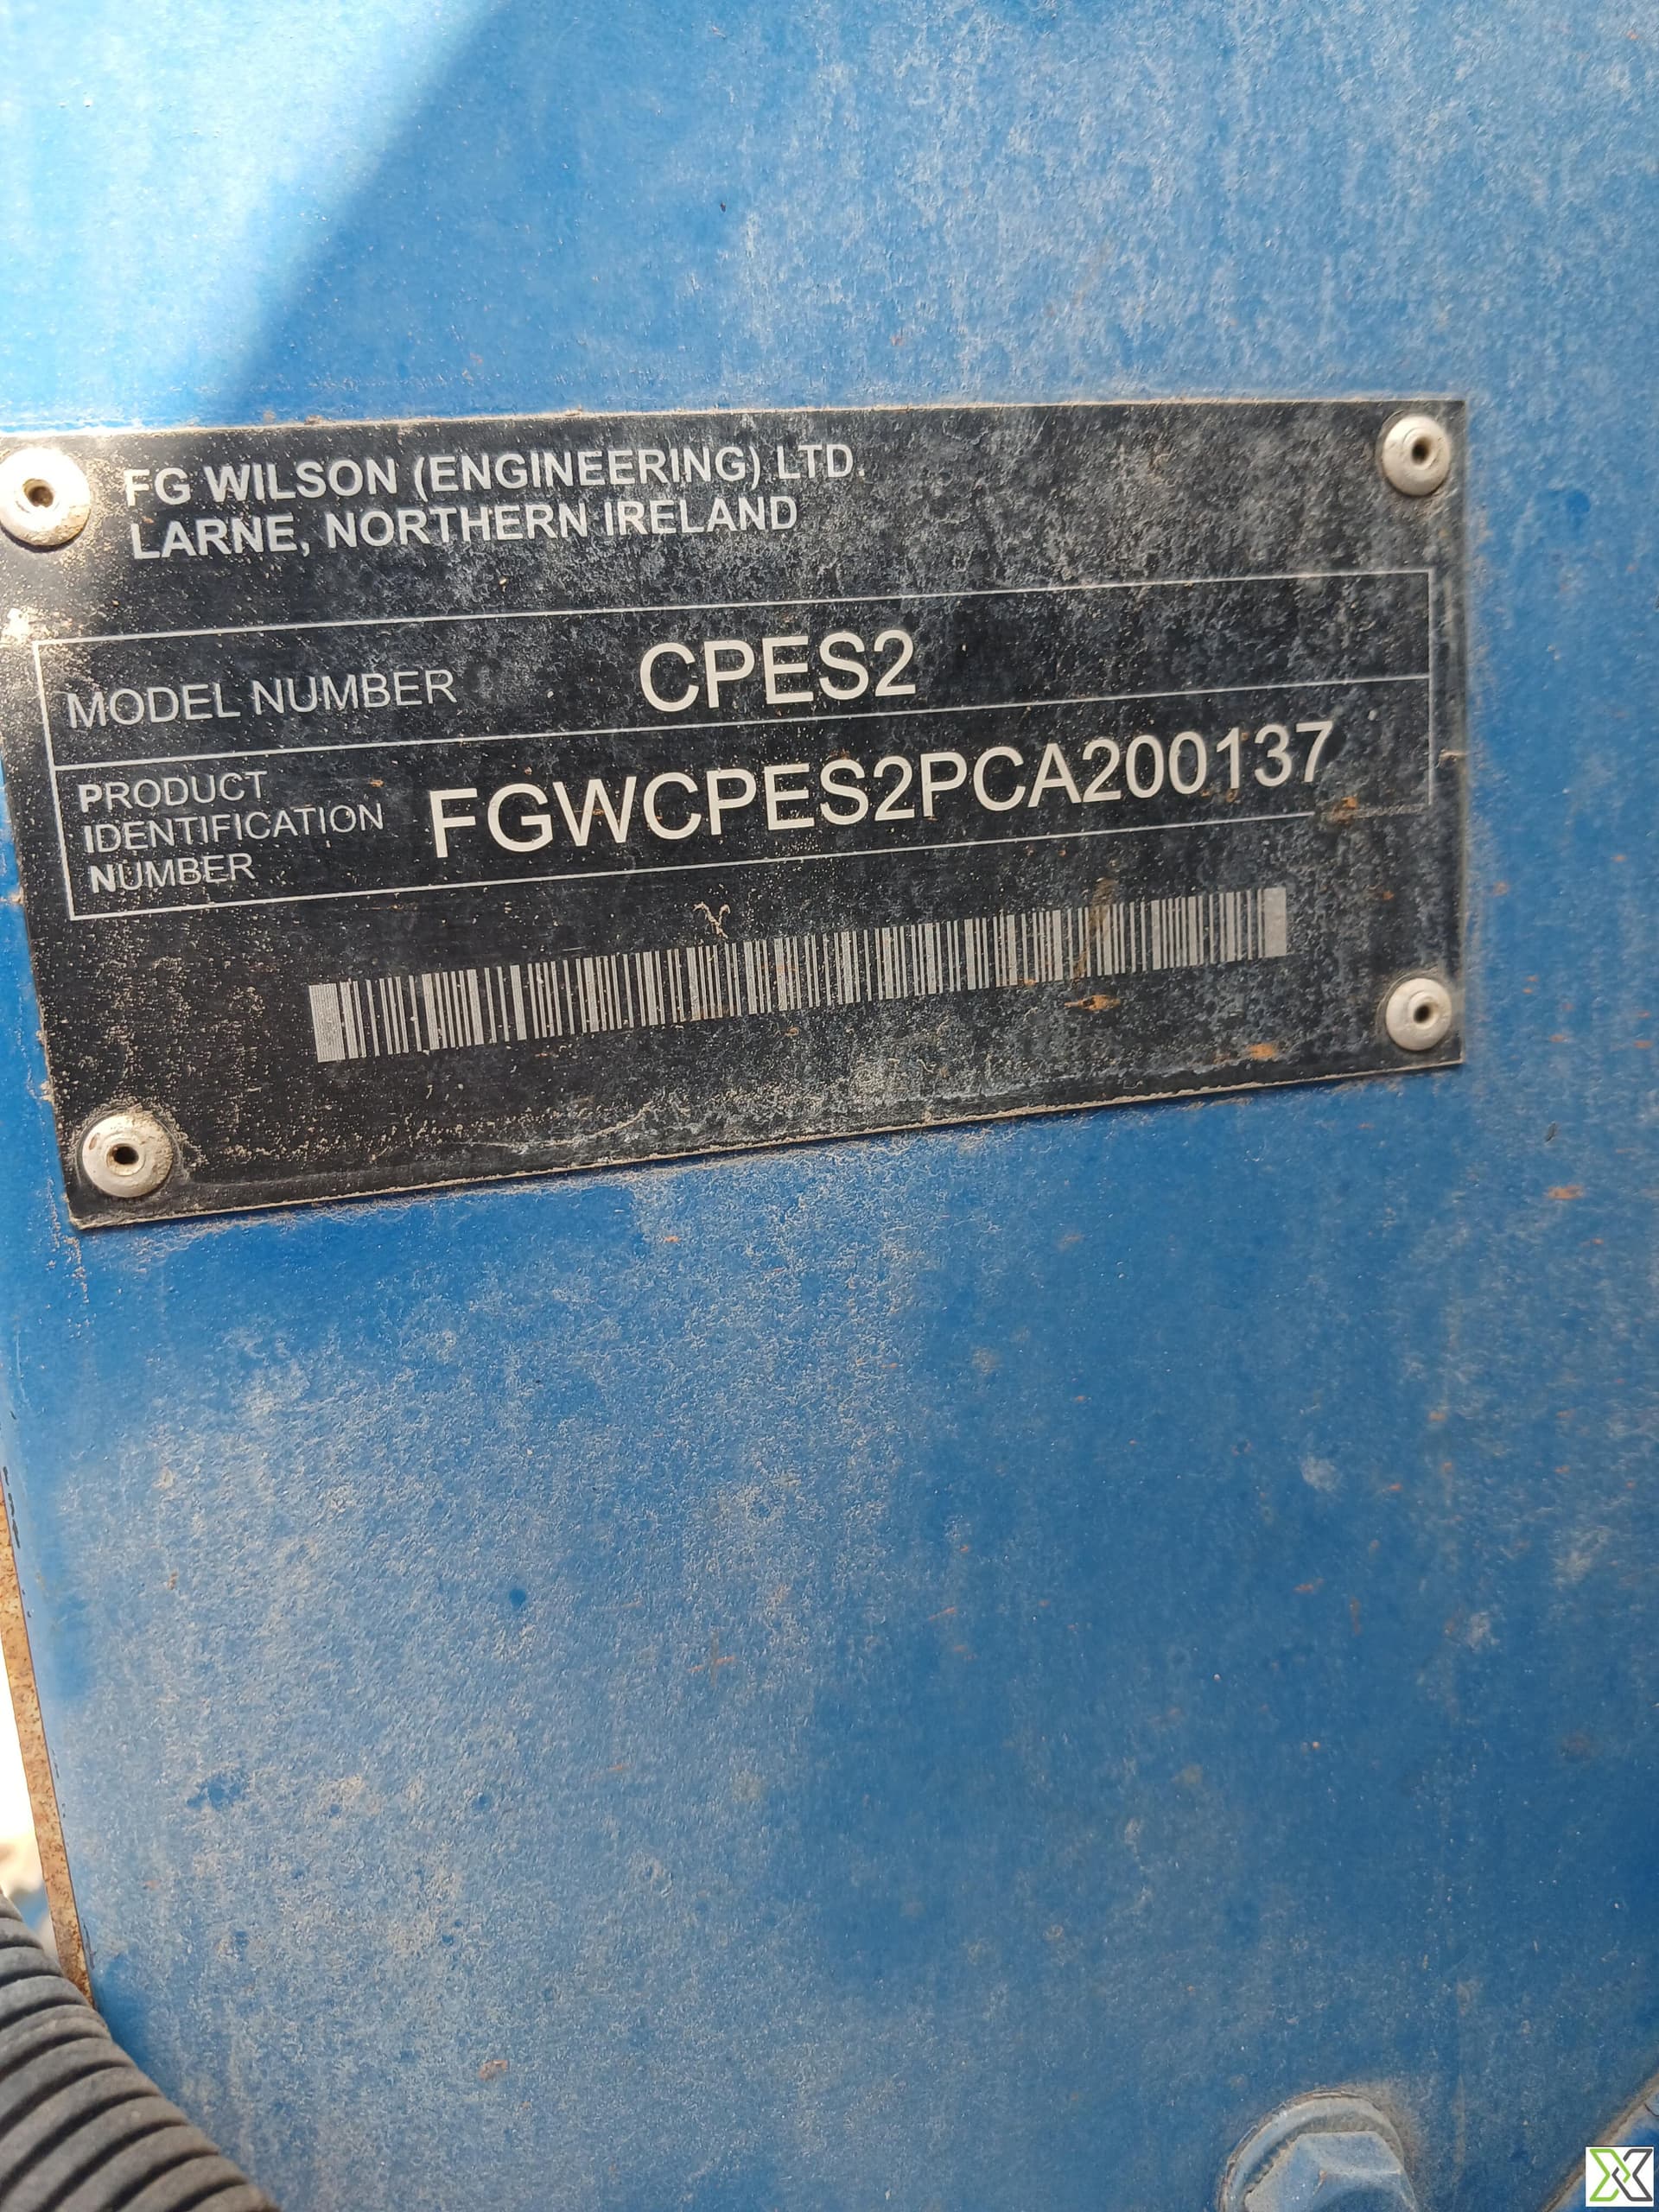 FG WILSON (ENGINEERING) LTD.
LARNE, NORTHERN IRELAND
MODEL NUMBER CPES2
PRODUCT IDENTIFICATION NUMBER FGWCPES2PCA200137